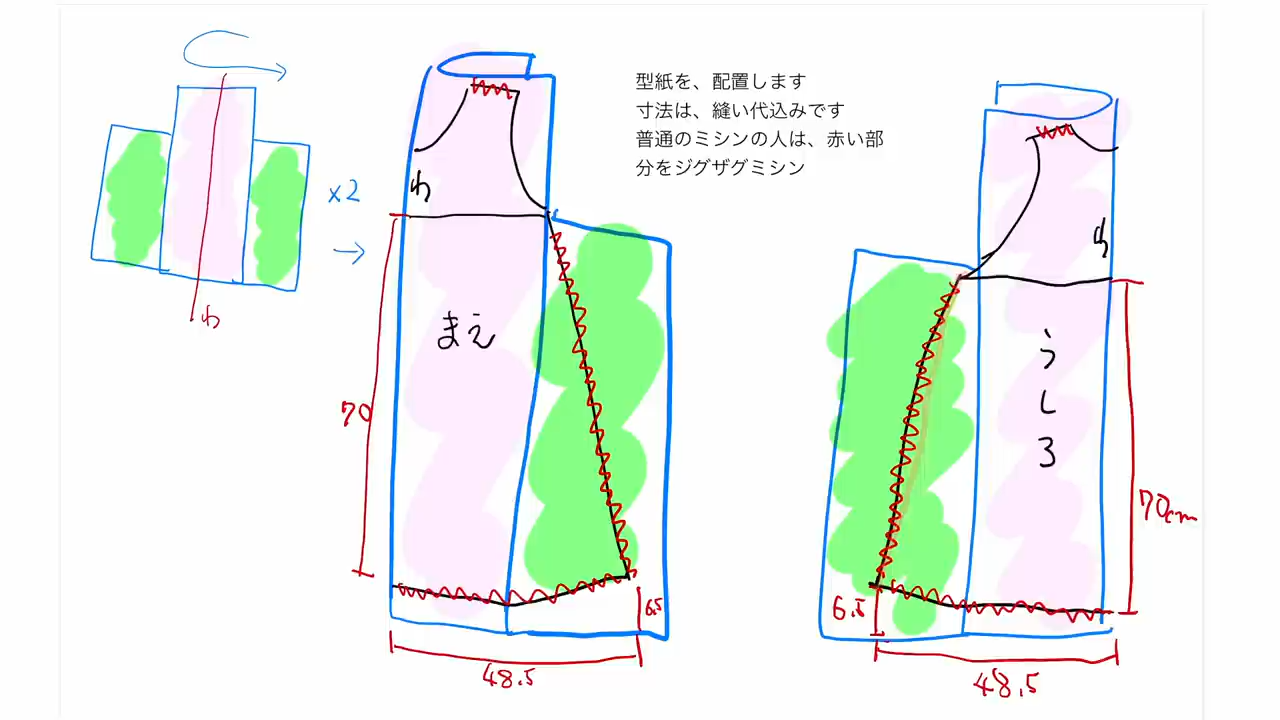 型紙を、配置します
寸法は、縫い代込みです
普通のミシンの人は、赤い部
分をジグザグミシン
x2
わ
わ
まえ
70
6.5
48.5
わ
うしろ
70cm
6.5
48.5